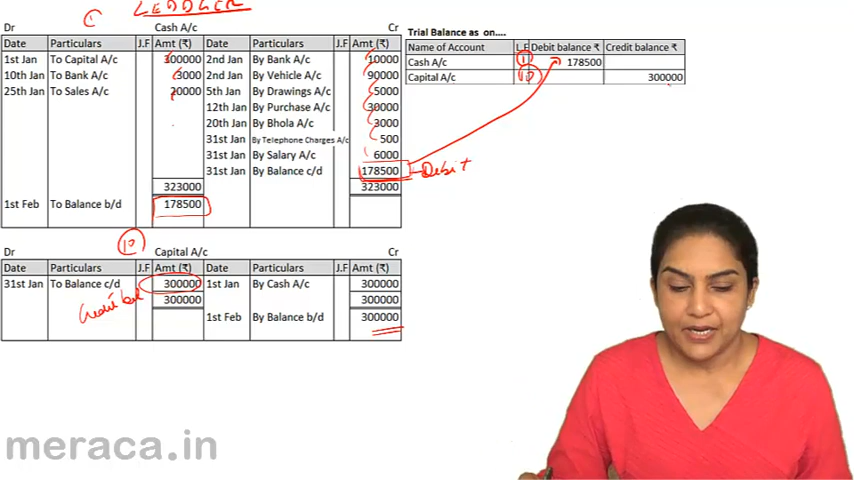 ① LEDGER
Dr Cash A/c Cr
Date Particulars J.F Amt (₹) Date Particulars J.F Amt (₹)
1st Jan To Capital A/c 300000 2nd Jan By Bank A/c 10000
10th Jan To Bank A/c 3000 2nd Jan By Vehicle A/c 90000
25th Jan To Sales A/c 20000 5th Jan By Drawings A/c 5000
12th Jan By Purchase A/c 30000
20th Jan By Bhola A/c 3000
31st Jan By Telephone Charges A/c 500
31st Jan By Salary A/c 6000
31st Jan By Balance c/d 178500 Debit
323000 323000
1st Feb To Balance b/d 178500
Trial Balance as on....
Name of Account L.F Debit balance ₹ Credit balance ₹
Cash A/c 1 178500
Capital A/c 10 300000
10
Dr Capital A/c Cr
Date Particulars J.F Amt (₹) Date Particulars J.F Amt (₹)
31st Jan To Balance c/d 300000 1st Jan By Cash A/c 300000
Credit bal 300000 300000
1st Feb By Balance b/d 300000
meraca.in